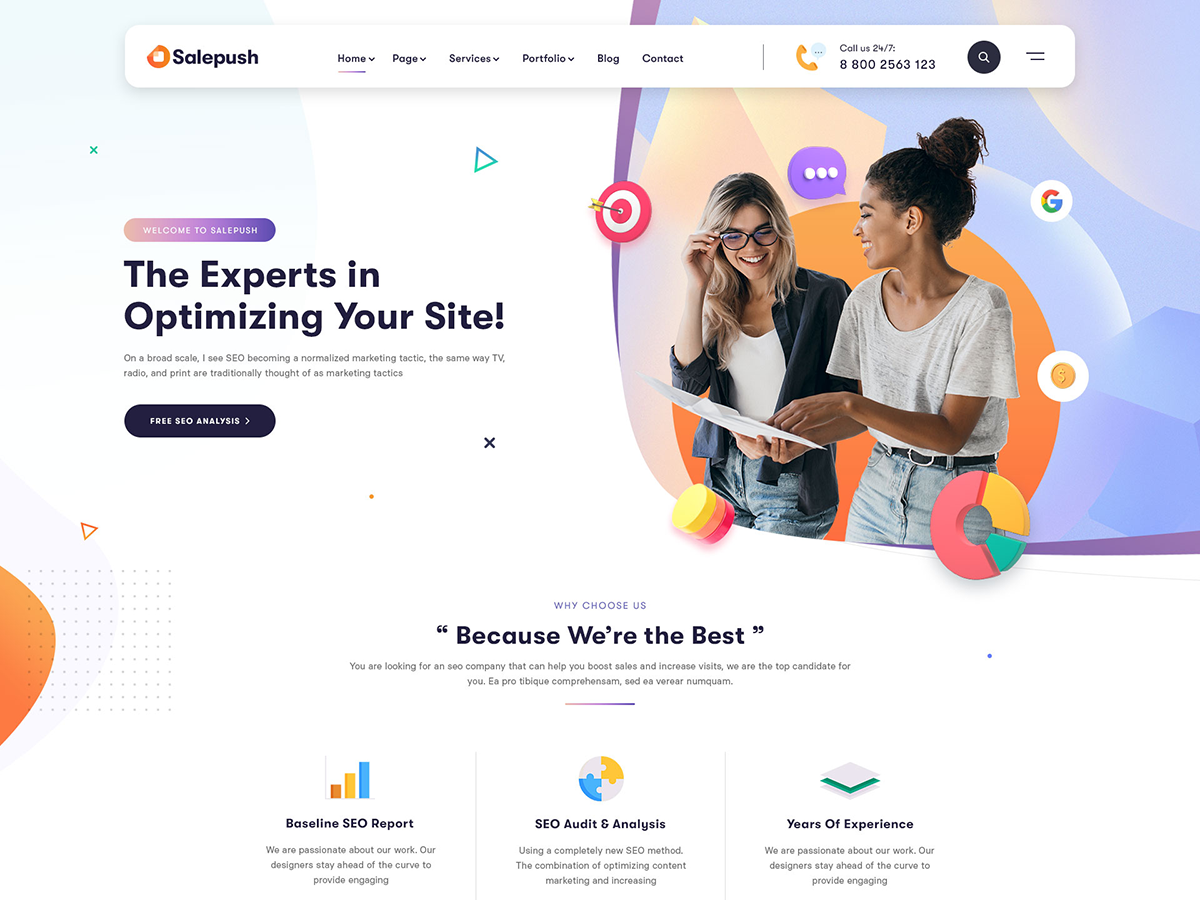 Salepush
Home Page Services Portfolio Blog Contact
Call us 24/7:
8 800 2563 123
WELCOME TO SALEPUSH
The Experts in
Optimizing Your Site!
On a broad scale, I see SEO becoming a normalized marketing tactic, the same way TV,
radio, and print are traditionally thought of as marketing tactics
FREE SEO ANALYSIS
G
$
WHY CHOOSE US
“ Because We’re the Best ”
You are looking for an seo company that can help you boost sales and increase visits, we are the top candidate for
you. Ea pro tibique comprehensam, sed ea verear numquam.
Baseline SEO Report
We are passionate about our work. Our
designers stay ahead of the curve to
provide engaging
SEO Audit & Analysis
Using a completely new SEO method.
The combination of optimizing content
marketing and increasing
Years Of Experience
We are passionate about our work. Our
designers stay ahead of the curve to
provide engaging